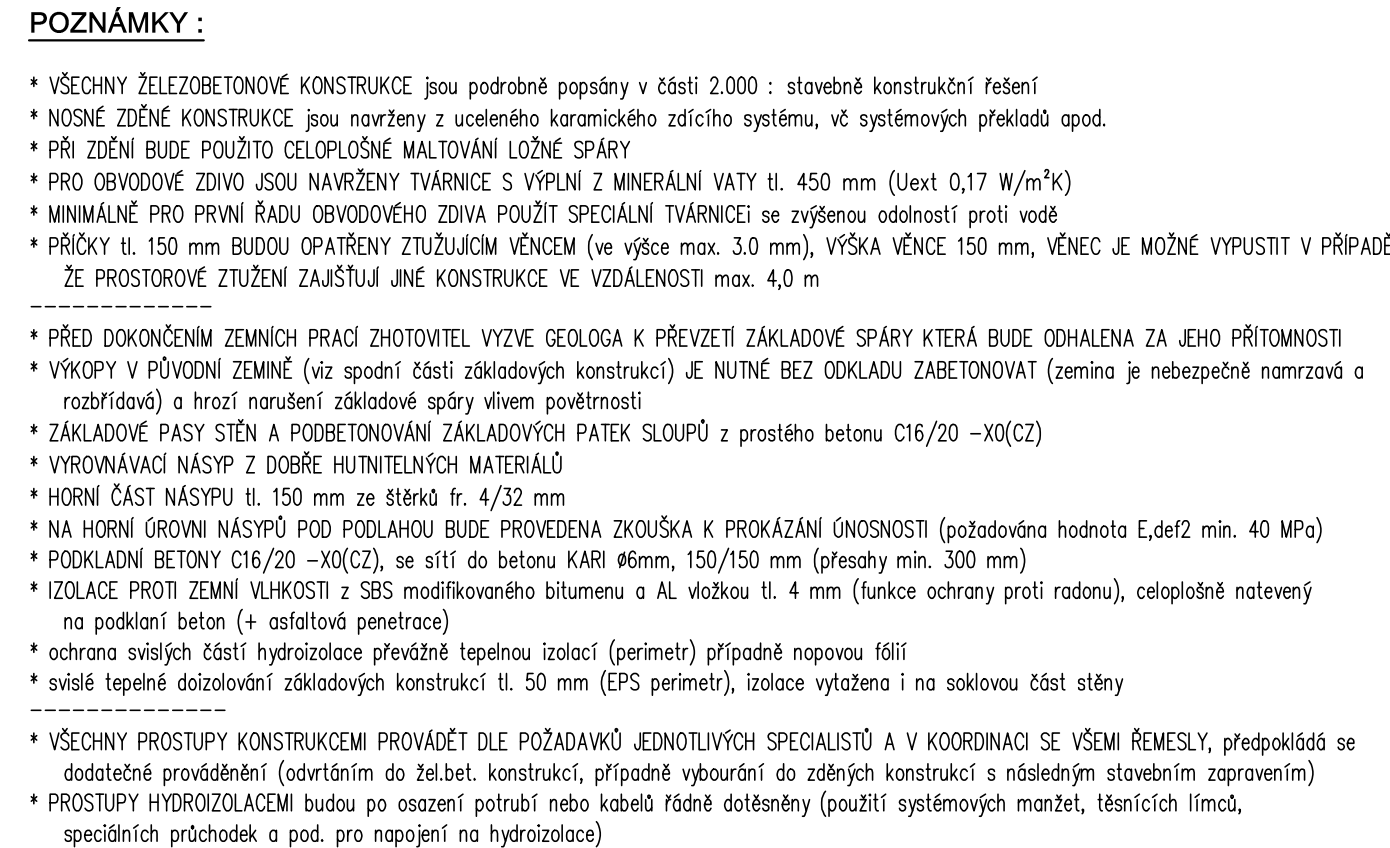 POZNÁMKY :
* VŠECHNY ŽELEZOBETONOVÉ KONSTRUKCE jsou podrobně popsány v části 2.000 : stavebně konstrukční řešení
* NOSNÉ ZDĚNÉ KONSTRUKCE jsou navrženy z uceleného karamického zdícího systému, vč systémových překladů apod.
* PŘI ZDĚNÍ BUDE POUŽITO CELOPLOŠNÉ MALTOVÁNÍ LOŽNÉ SPÁRY
* PRO OBVODOVÉ ZDIVO JSOU NAVRŽENY TVÁRNICE S VÝPLNÍ Z MINERÁLNÍ VATY tl. 450 mm (Uext 0,17 W/m²K)
* MINIMÁLNĚ PRO PRVNÍ ŘADU OBVODOVÉHO ZDIVA POUŽÍT SPECIÁLNÍ TVÁRNICEi se zvýšenou odolností proti vodě
* PŘÍČKY tl. 150 mm BUDOU OPATŘENY ZTUŽUJÍCÍM VĚNCEM (ve výšce max. 3.0 mm), VÝŠKA VĚNCE 150 mm, VĚNEC JE MOŽNÉ VYPUSTIT V PŘÍPADĚ
ŽE PROSTOROVÉ ZTUŽENÍ ZAJIŠŤUJÍ JINÉ KONSTRUKCE VE VZDÁLENOSTI max. 4,0 m
-------------
* PŘED DOKONČENÍM ZEMNÍCH PRACÍ ZHOTOVITEL VYZVE GEOLOGA K PŘEVZETÍ ZÁKLADOVÉ SPÁRY KTERÁ BUDE ODHALENA ZA JEHO PŘÍTOMNOSTI
* VÝKOPY V PŮVODNÍ ZEMINĚ (viz spodní části základových konstrukcí) JE NUTNÉ BEZ ODKLADU ZABETONOVAT (zemina je nebezpečně namrzavá a
rozbřídavá) a hrozí narušení základové spáry vlivem povětrnosti
* ZÁKLADOVÉ PASY STĚN A PODBETONOVÁNÍ ZÁKLADOVÝCH PATEK SLOUPŮ z prostého betonu C16/20 -X0(CZ)
* VYROVNÁVACÍ NÁSYP Z DOBŘE HUTNITELNÝCH MATERIÁLŮ
* HORNÍ ČÁST NÁSYPU tl. 150 mm ze štěrků fr. 4/32 mm
* NA HORNÍ ÚROVNI NÁSYPŮ POD PODLAHOU BUDE PROVEDENA ZKOUŠKA K PROKÁZÁNÍ ÚNOSNOSTI (požadována hodnota E,def2 min. 40 MPa)
* PODKLADNÍ BETONY C16/20 -X0(CZ), se sítí do betonu KARI ø6mm, 150/150 mm (přesahy min. 300 mm)
* IZOLACE PROTI ZEMNÍ VLHKOSTI z SBS modifikovaného bitumenu a AL vložkou tl. 4 mm (funkce ochrany proti radonu), celoplošně natevený
na podklaní beton (+ asfaltová penetrace)
* ochrana svislých částí hydroizolace převážně tepelnou izolací (perimetr) případně nopovou fólií
* svislé tepelné doizolování základových konstrukcí tl. 50 mm (EPS perimetr), izolace vytažena i na soklovou část stěny
--------------
* VŠECHNY PROSTUPY KONSTRUKCEMI PROVÁDĚT DLE POŽADAVKŮ JEDNOTLIVÝCH SPECIALISTŮ A V KOORDINACI SE VŠEMI ŘEMESLY, předpokládá se
dodatečné prováděnění (odvrtáním do žel.bet. konstrukcí, případně vybourání do zděných konstrukcí s následným stavebním zapravením)
* PROSTUPY HYDROIZOLACEMI budou po osazení potrubí nebo kabelů řádně dotěsněny (použití systémových manžet, těsnících límců,
speciálních průchodek a pod. pro napojení na hydroizolace)